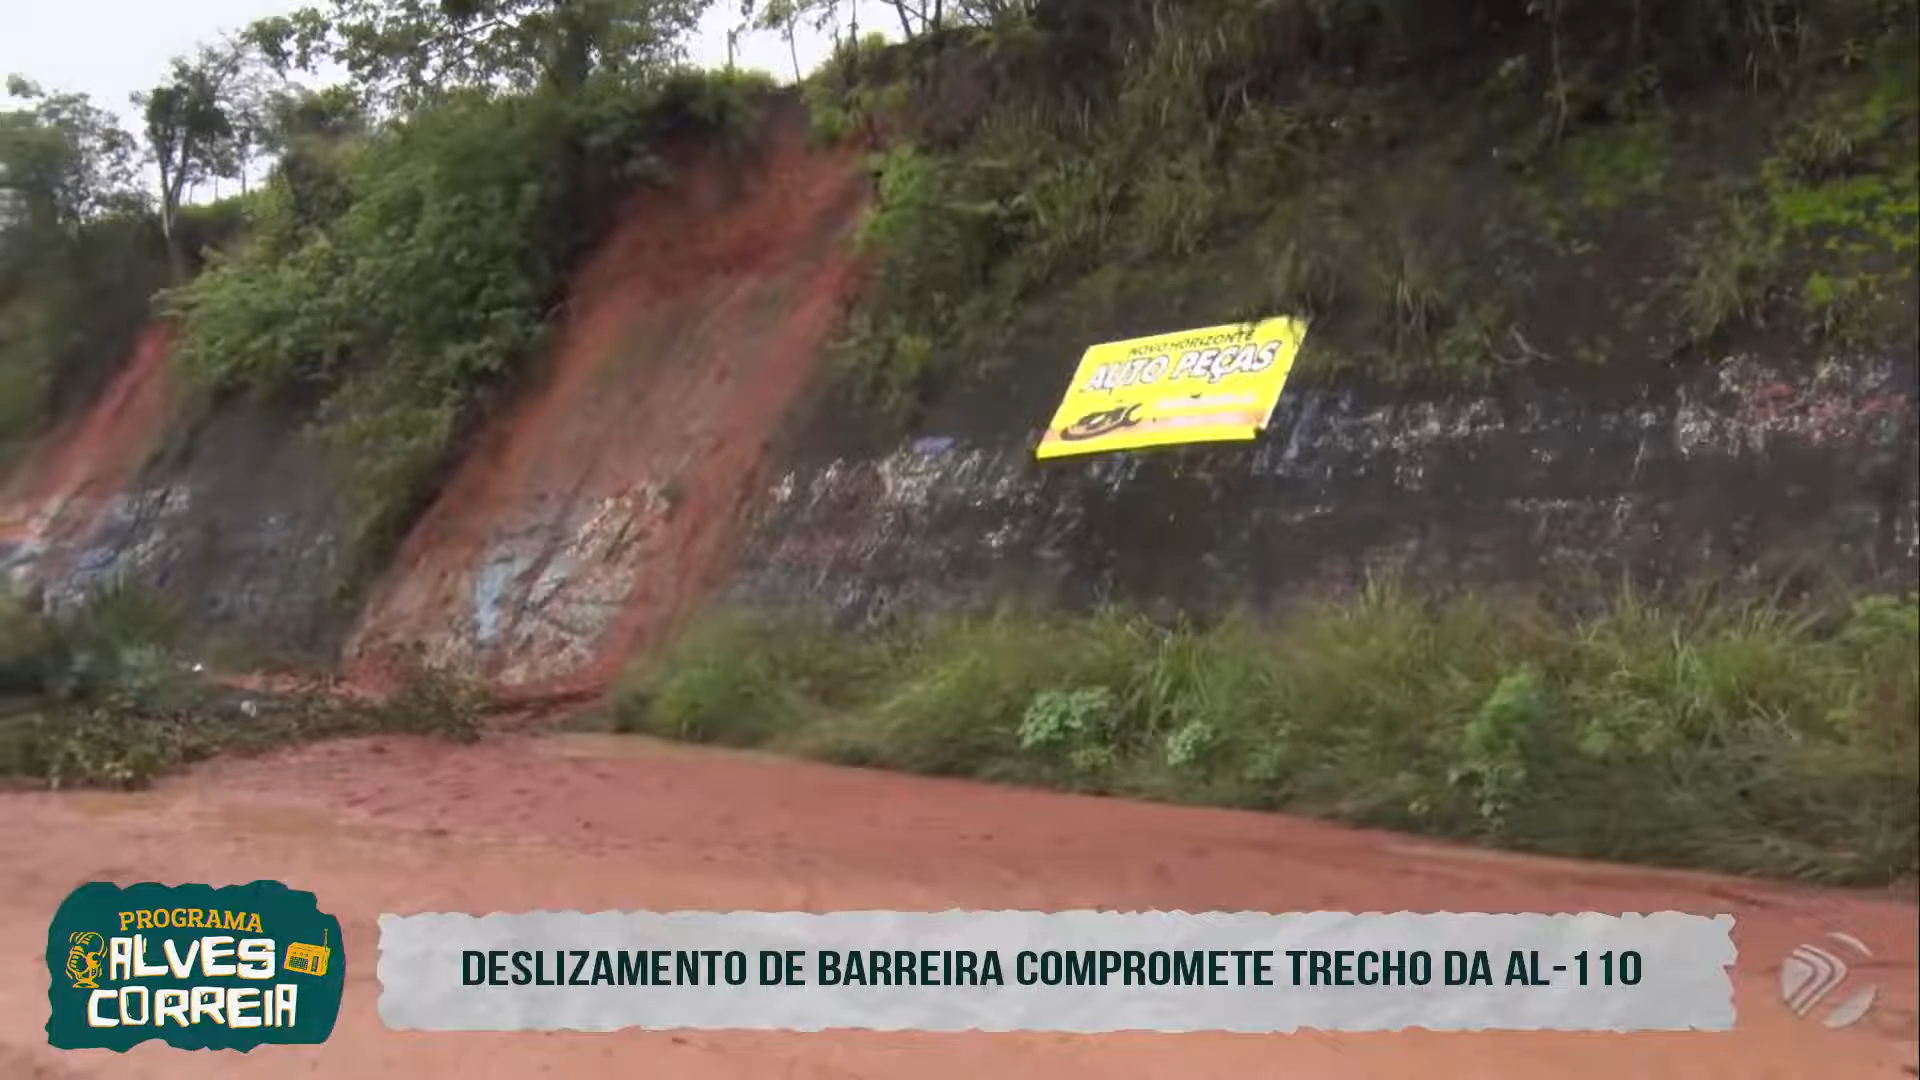 NOVO HORIZONTE
AUTO PEÇAS
PROGRAMA
ALVES
CORREIA
DESLIZAMENTO DE BARREIRA COMPROMETE TRECHO DA AL-110